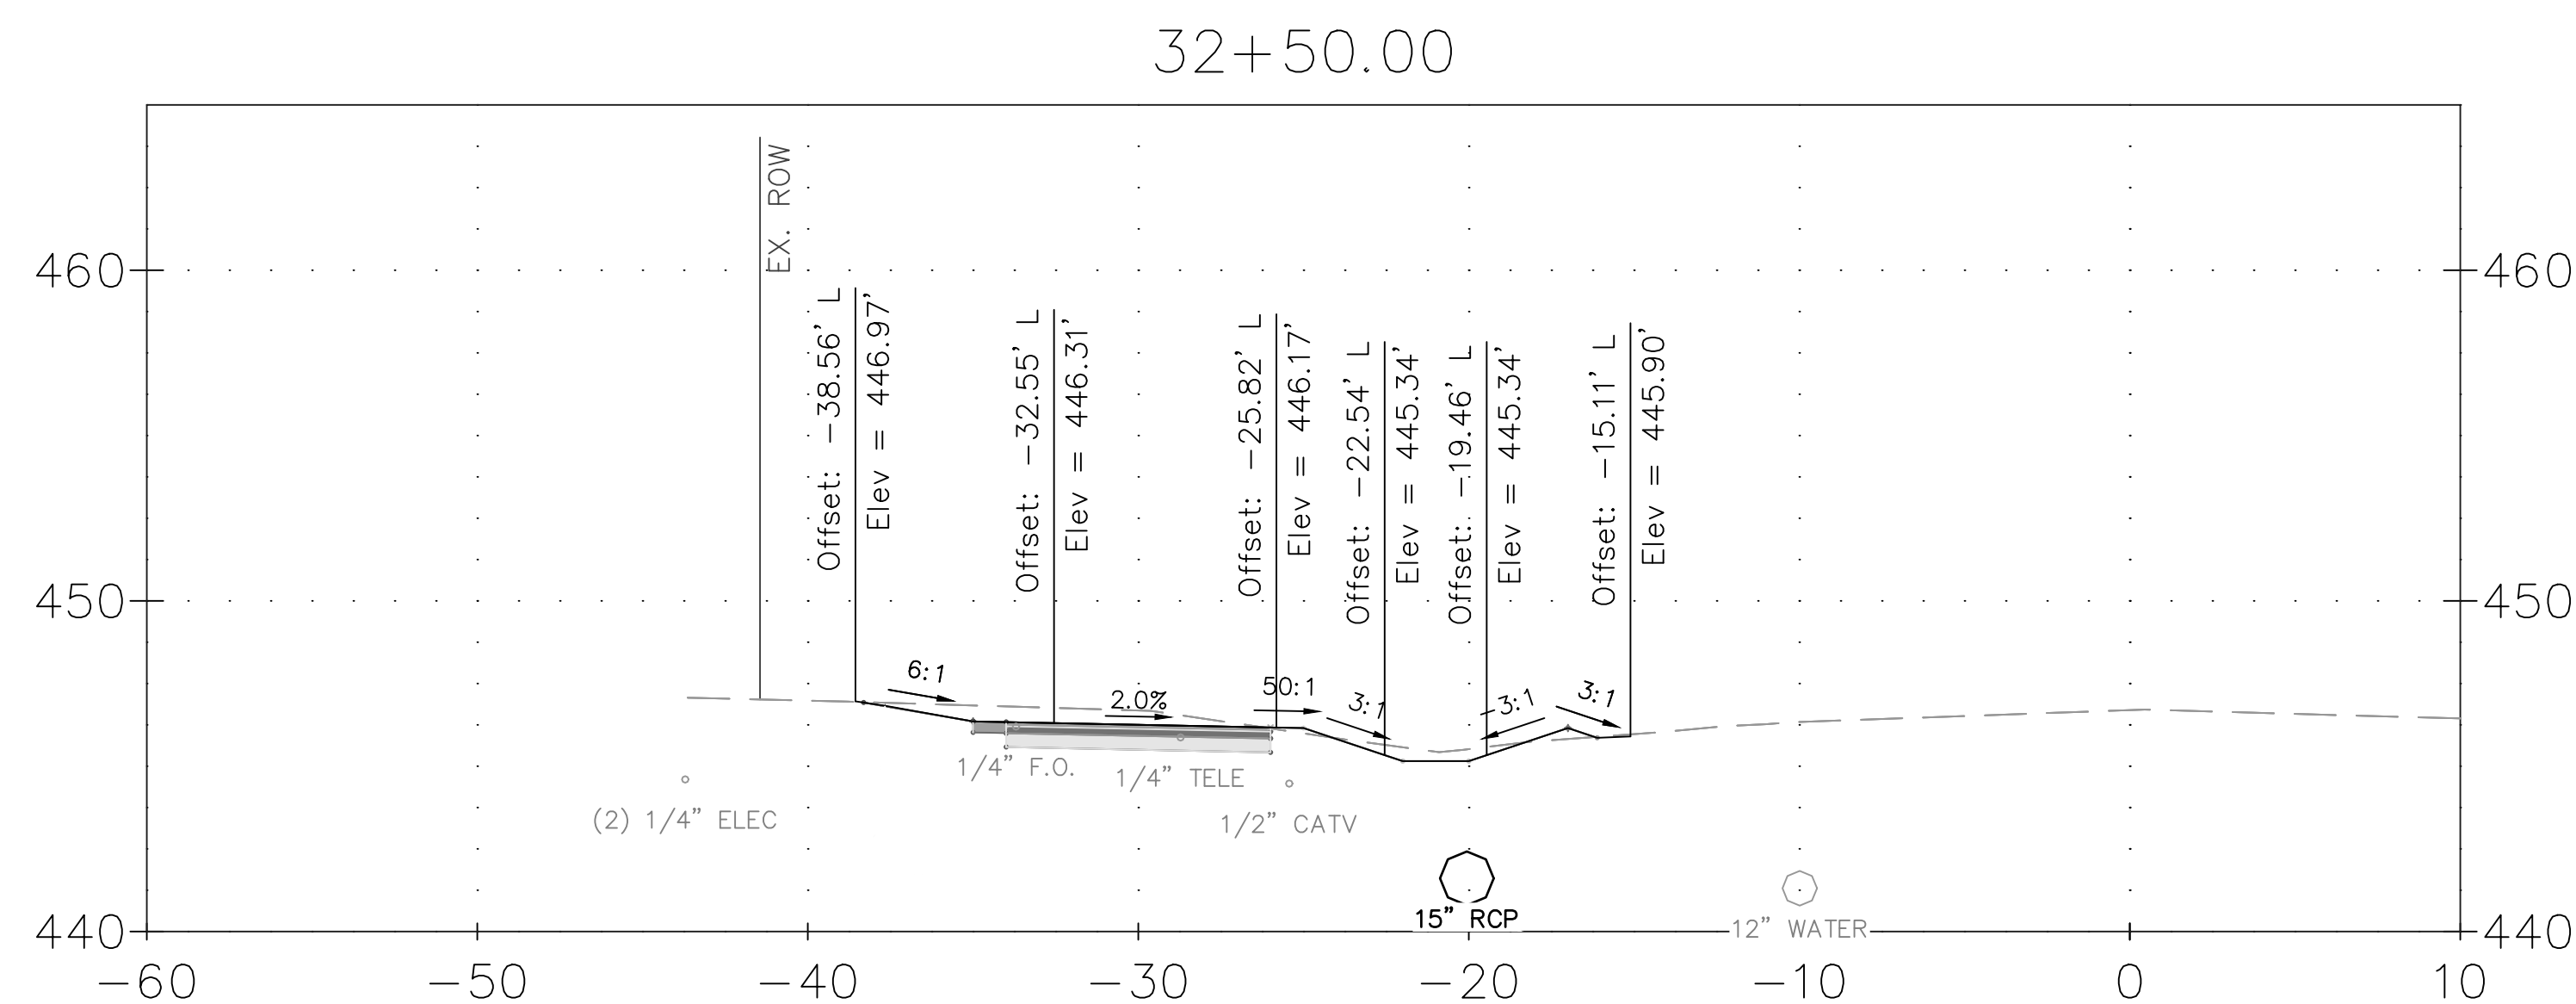 32+50.00
EX. ROW
460
460
Offset: -38.56' L
Elev = 446.97'
Offset: -32.55' L
Elev = 446.31'
Offset: -25.82' L
Elev = 446.17'
Offset: -22.54' L
Elev = 445.34'
Offset: -19.46' L
Elev = 445.34'
Offset: -15.11' L
Elev = 445.90'
450
450
6:1
2.0%
50:1
3:1
-3:1
3:1
1/4" F.O.
1/4" TELE
(2) 1/4" ELEC
1/2" CATV
15" RCP
12" WATER
440
440
-60
-50
-40
-30
-20
-10
0
10